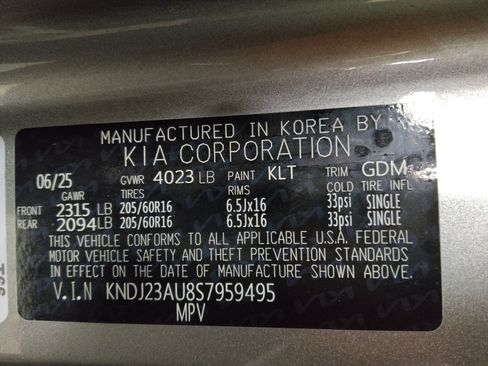 MANUFACTURED IN KOREA BY
KIA CORPORATION
06/25 GVWR 4023 LB PAINT KLT TRIM GDM
GAWR TIRES RIMS COLD TIRE INFL
FRONT 2315 LB 205/60R16 6.5Jx16 33psi SINGLE
REAR 2094LB 205/60R16 6.5Jx16 33psi SINGLE
THIS VEHICLE CONFORMS TO ALL APPLICABLE U.S.A. FEDERAL
MOTOR VEHICLE SAFETY AND THEFT PREVENTION STANDARDS
IN EFFECT ON THE DATE OF MANUFACTURE SHOWN ABOVE.
V.I.N KNDJ23AU8S7959495
MPV